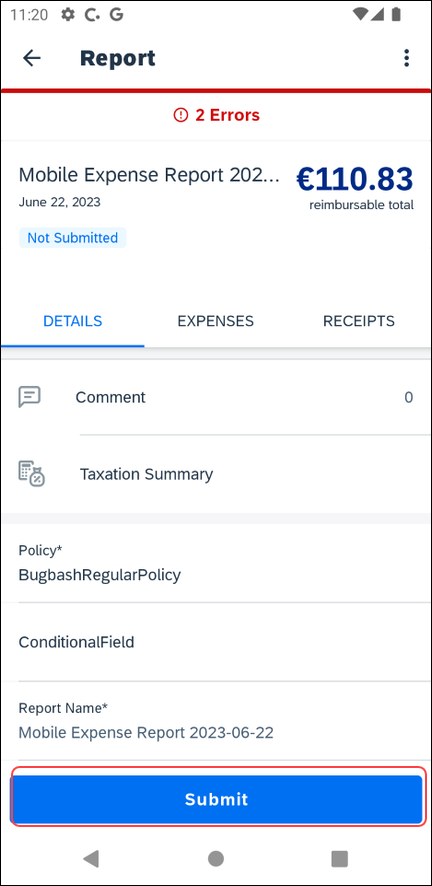 11:20
Report
2 Errors
Mobile Expense Report 202... €110.83
June 22, 2023 reimbursable total
Not Submitted
DETAILS EXPENSES RECEIPTS
Comment 0
Taxation Summary
Policy*
BugbashRegularPolicy
ConditionalField
Report Name*
Mobile Expense Report 2023-06-22
Submit